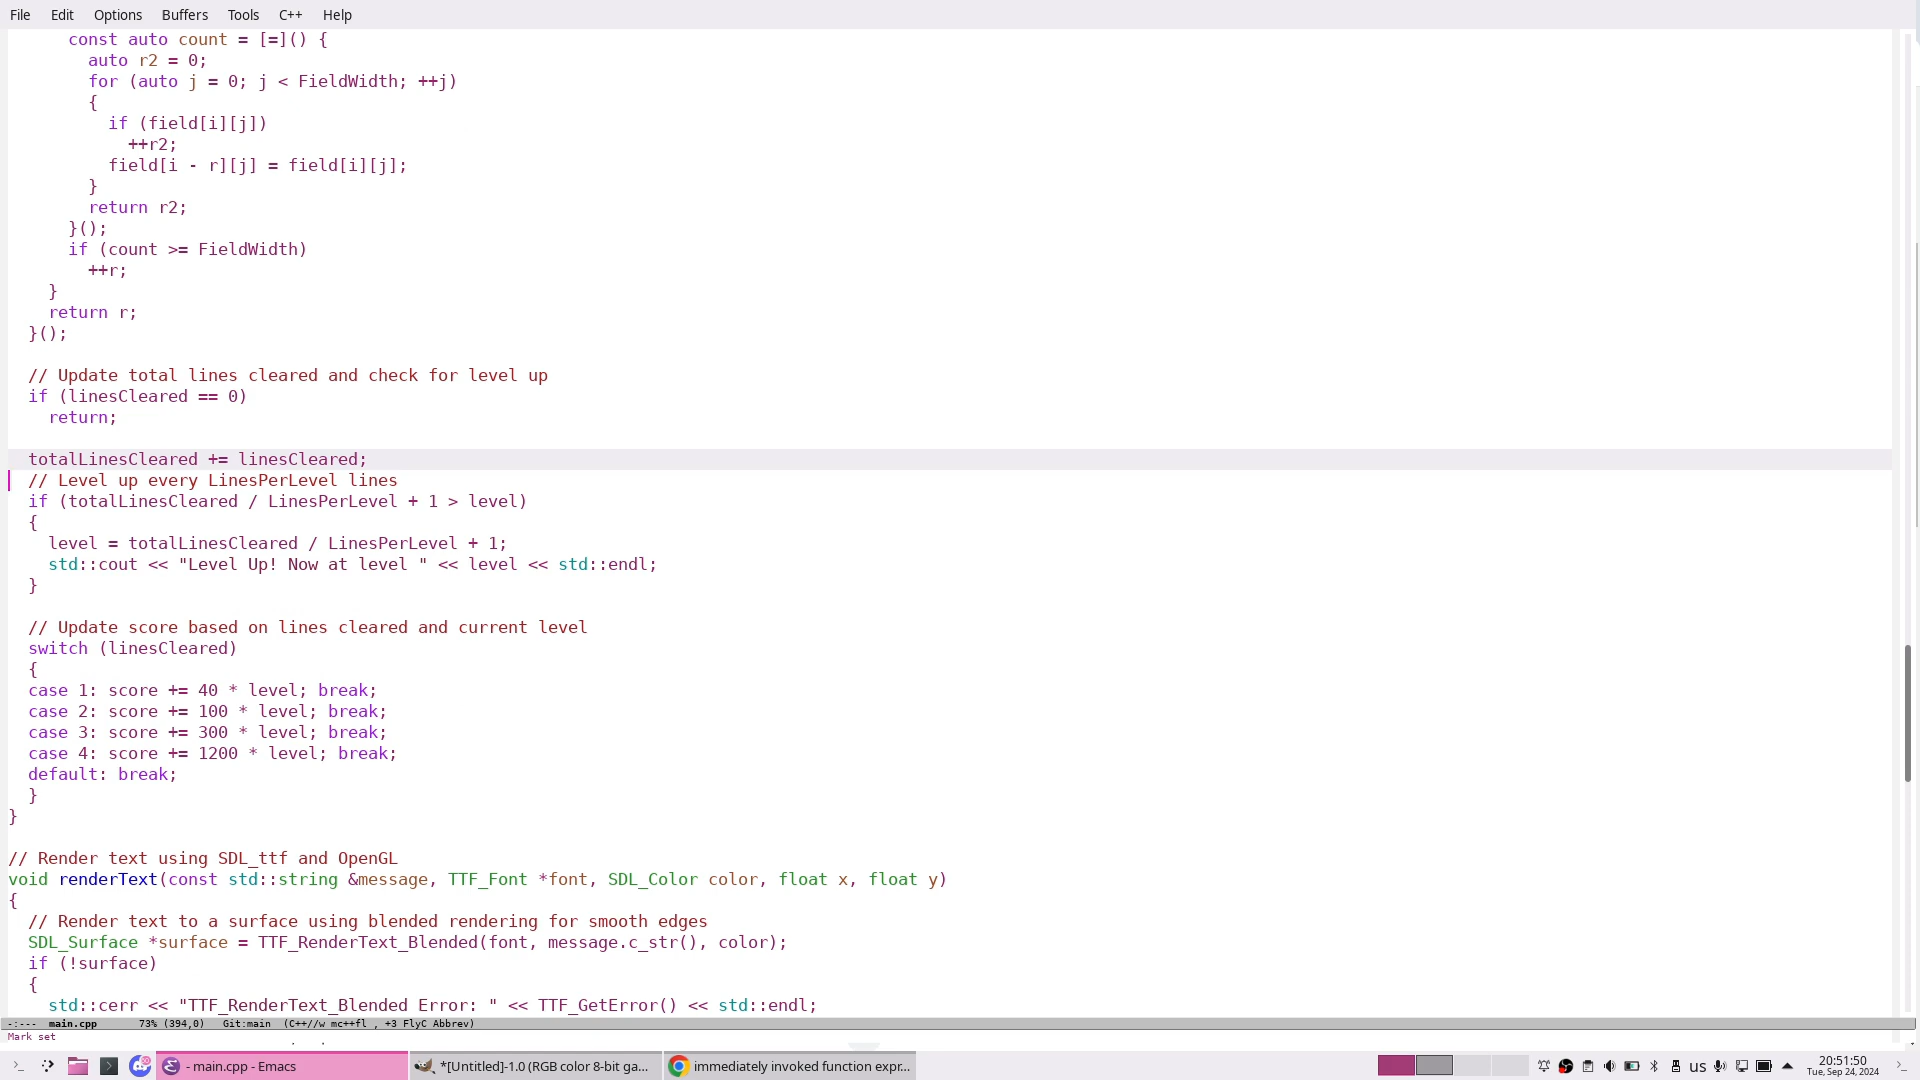 File Edit Options Buffers Tools C++ Help
const auto count = [=]() {
auto r2 = 0;
for (auto j = 0; j < FieldWidth; ++j)
{
if (field[i][j])
++r2;
field[i - r][j] = field[i][j];
}
return r2;
}();
if (count >= FieldWidth)
++r;
}
return r;
}();
// Update total lines cleared and check for level up
if (linesCleared == 0)
return;
totalLinesCleared += linesCleared;
// Level up every LinesPerLevel lines
if (totalLinesCleared / LinesPerLevel + 1 > level)
{
level = totalLinesCleared / LinesPerLevel + 1;
std::cout << "Level Up! Now at level " << level << std::endl;
}
// Update score based on lines cleared and current level
switch (linesCleared)
{
case 1: score += 40 * level; break;
case 2: score += 100 * level; break;
case 3: score += 300 * level; break;
case 4: score += 1200 * level; break;
default: break;
}
}
// Render text using SDL_ttf and OpenGL
void renderText(const std::string &message, TTF_Font *font, SDL_Color color, float x, float y)
{
// Render text to a surface using blended rendering for smooth edges
SDL_Surface *surface = TTF_RenderText_Blended(font, message.c_str(), color);
if (!surface)
{
std::cerr << "TTF_RenderText_Blended Error: " << TTF_GetError() << std::endl;
-:--- main.cpp 73% (394,0) Git:main (C++//w mc++fl , +3 FlyC Abbrev)
Mark set
- main.cpp - Emacs *[Untitled]-1.0 (RGB color 8-bit ga... immediately invoked function expr... us 20:51:50
Tue, Sep 24, 2024